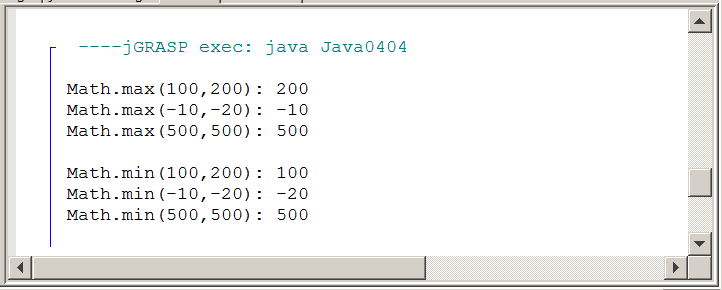 ----jGRASP exec: java Java0404
Math.max(100,200): 200
Math.max(-10,-20): -10
Math.max(500,500): 500
Math.min(100,200): 100
Math.min(-10,-20): -20
Math.min(500,500): 500